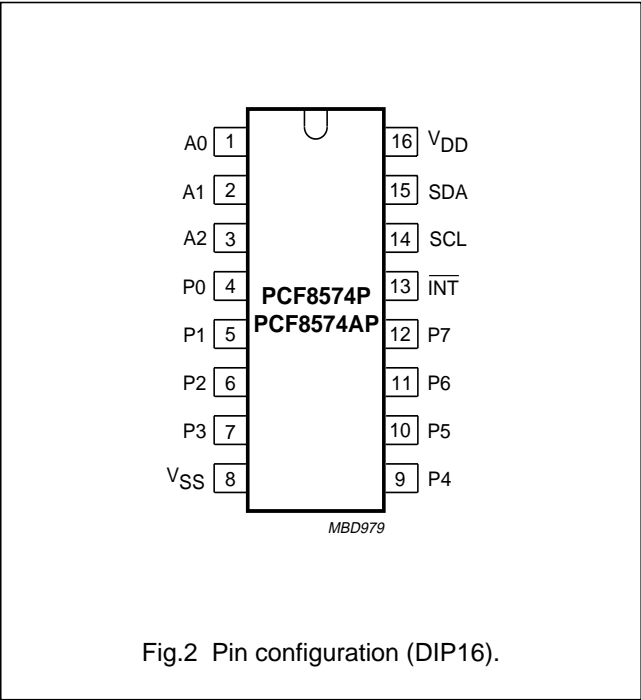 A0 1 16 VDD
A1 2 15 SDA
A2 3 14 SCL
P0 4 13 INT
PCF8574P
PCF8574AP
P1 5 12 P7
P2 6 11 P6
P3 7 10 P5
VSS 8 9 P4
MBD979
Fig.2 Pin configuration (DIP16).